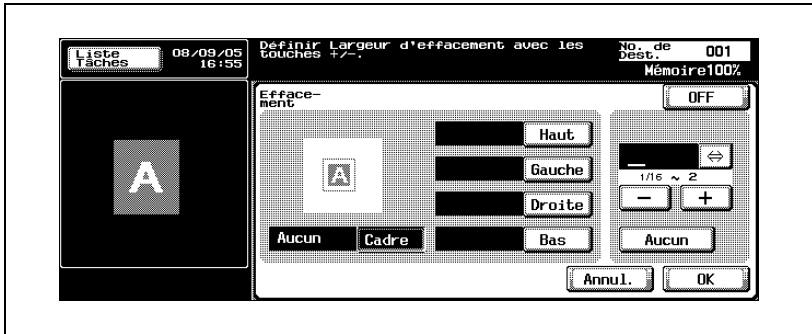 Liste
Tâches
08/09/05
16:55
Définir Largeur d'effacement avec les
touches +/-.
No. de
Dest.
001
Mémoire100%
Efface-
ment
OFF
A
A
Haut
Gauche
Droite
Bas
Aucun
Cadre
⇔
1/16 ~ 2
−
+
Aucun
Annul.
OK